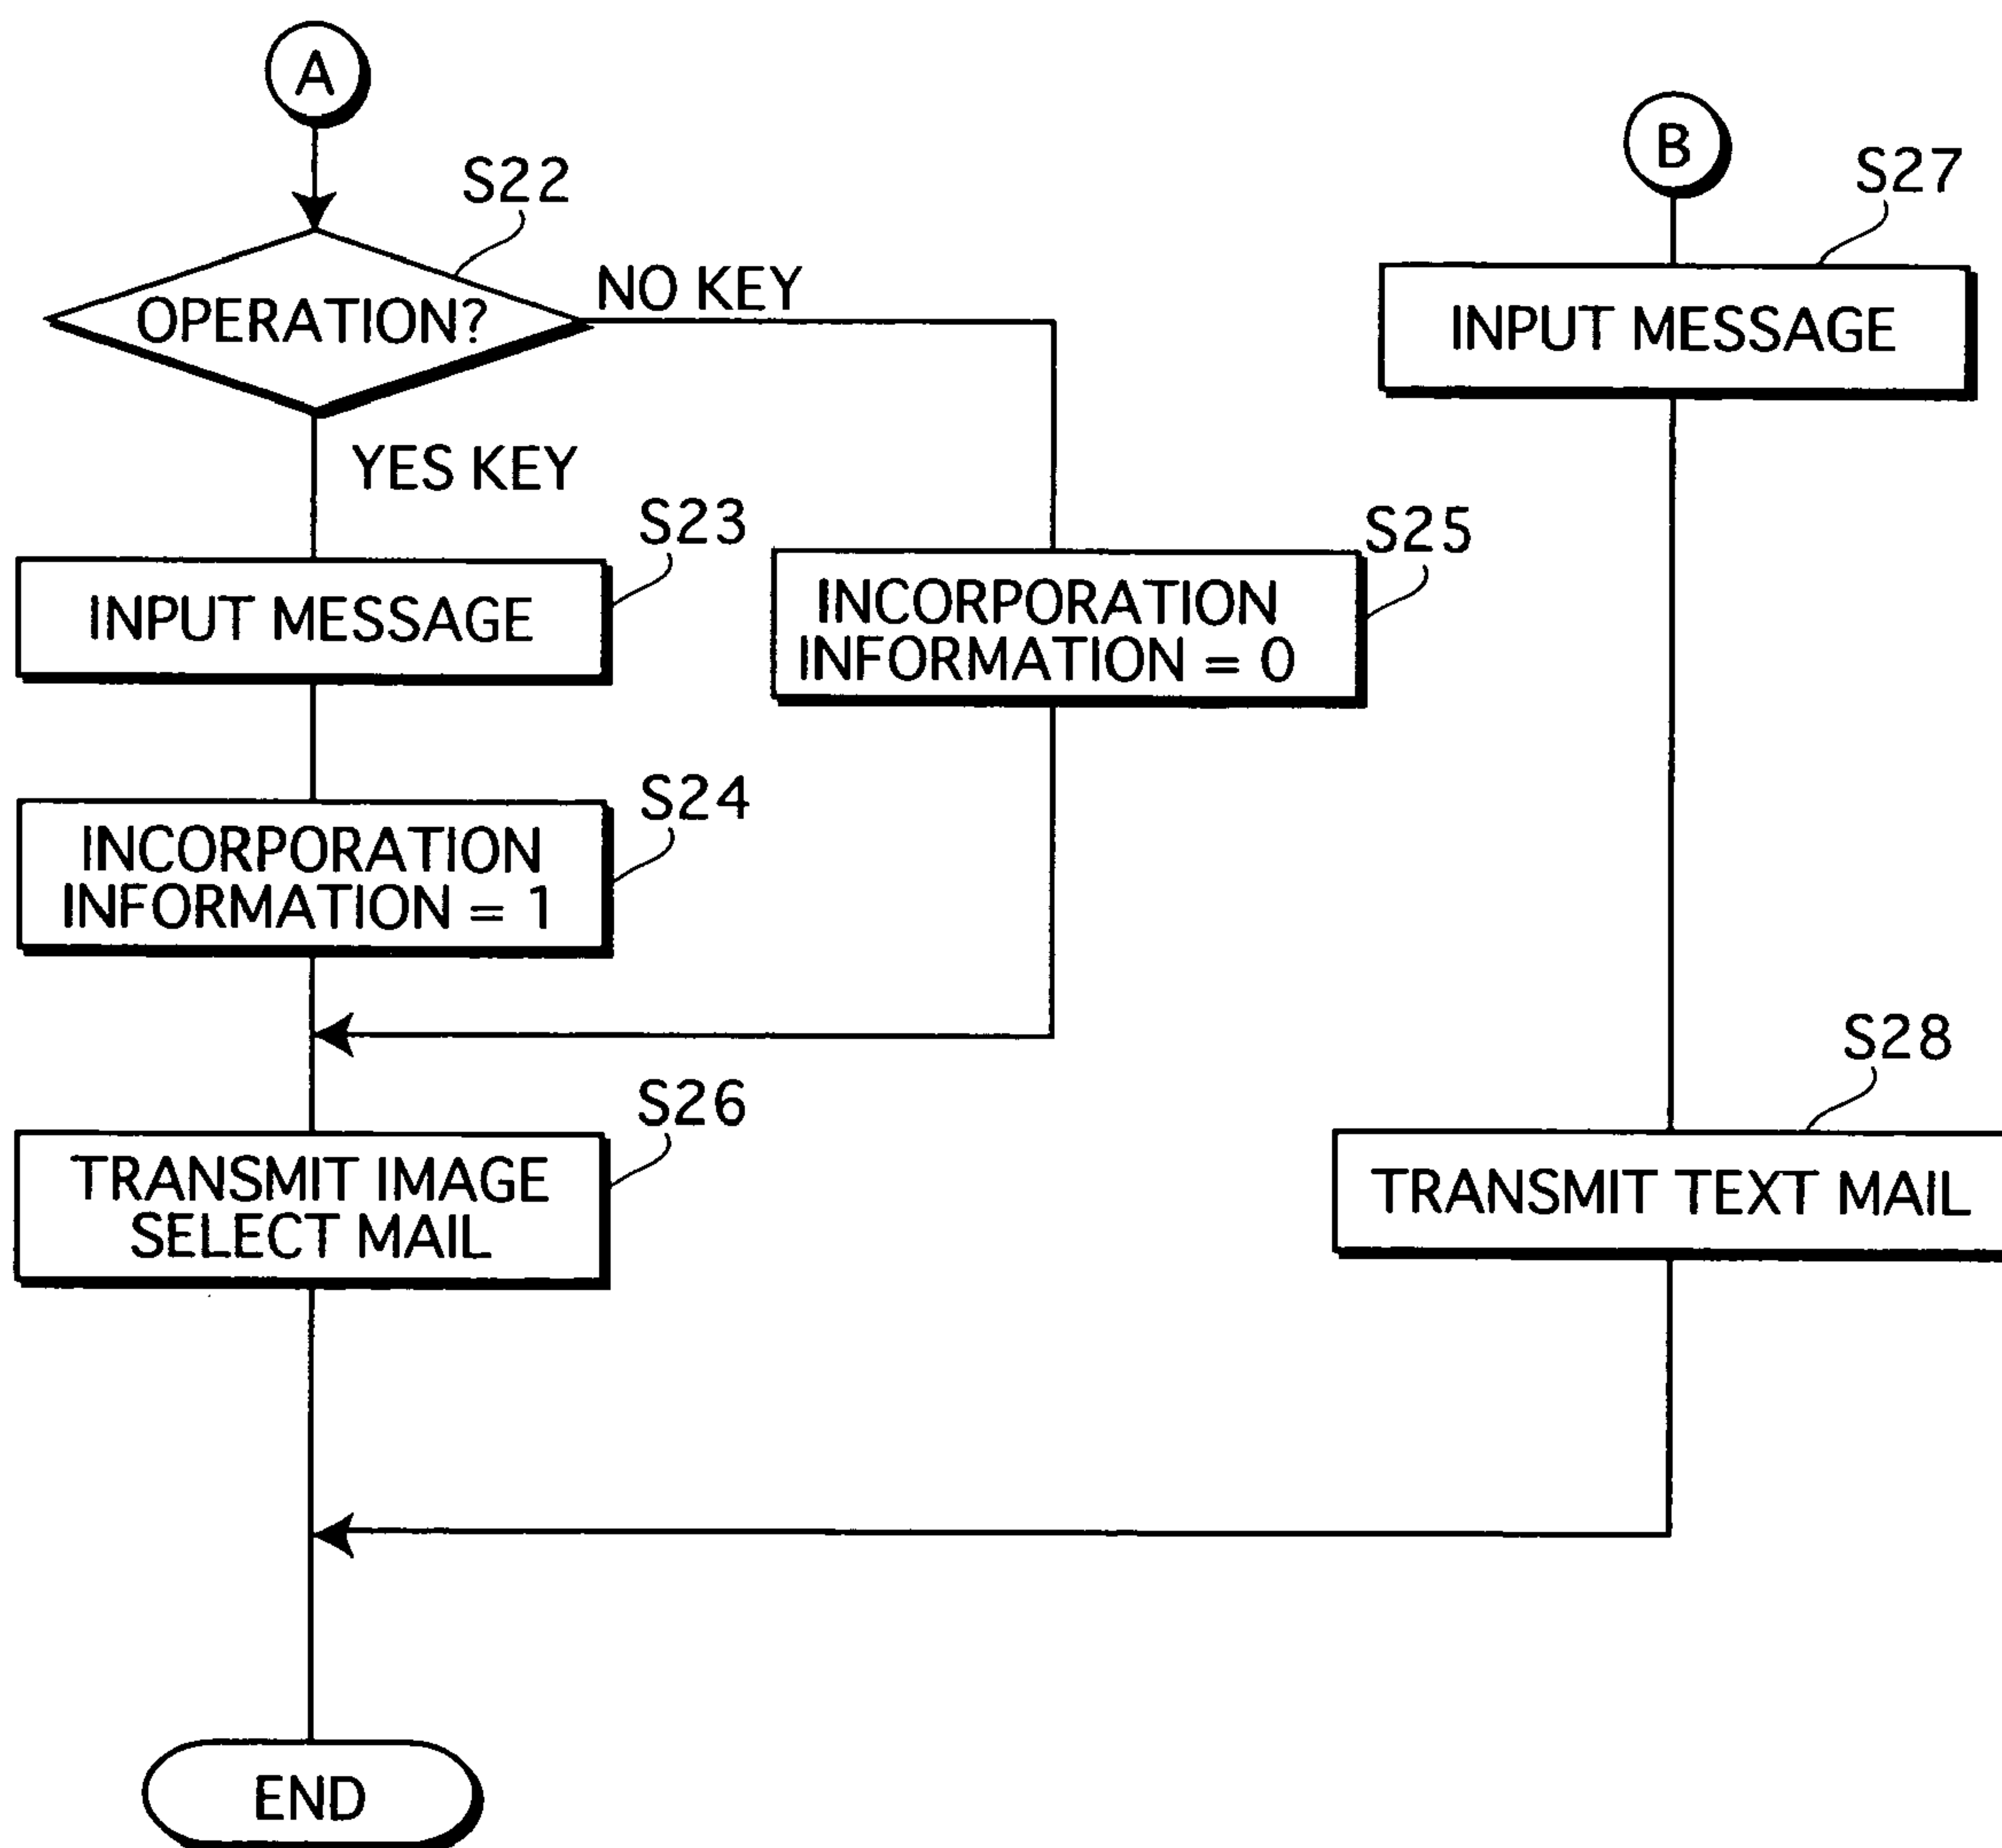 A
S22
OPERATION?
NO KEY
YES KEY
S23
INPUT MESSAGE
S25
INCORPORATION
INFORMATION = 0
S24
INCORPORATION
INFORMATION = 1
S26
TRANSMIT IMAGE
SELECT MAIL
B
S27
INPUT MESSAGE
S28
TRANSMIT TEXT MAIL
END